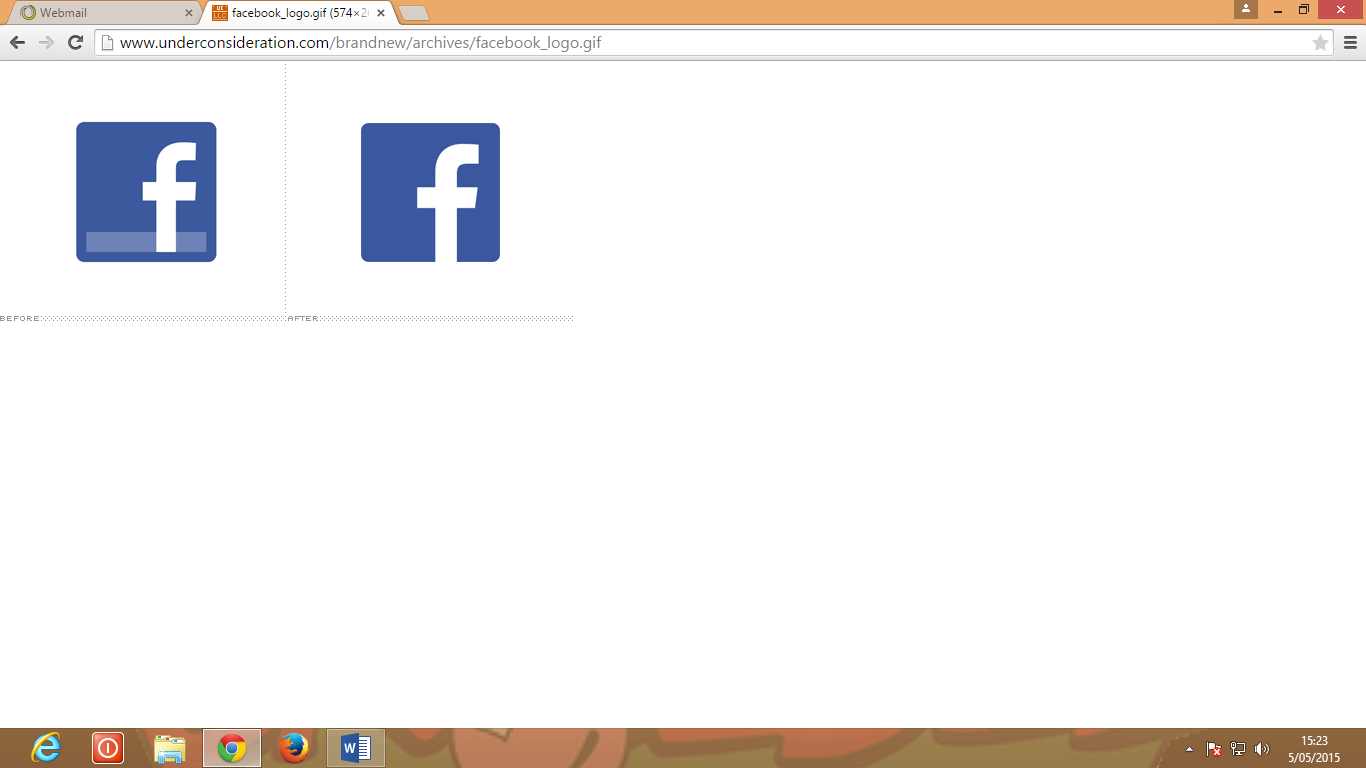 Webmail
facebook_logo.gif (574×2
www.underconsideration.com/brandnew/archives/facebook_logo.gif
f
f
BEFORE
AFTER
15:23
5/05/2015